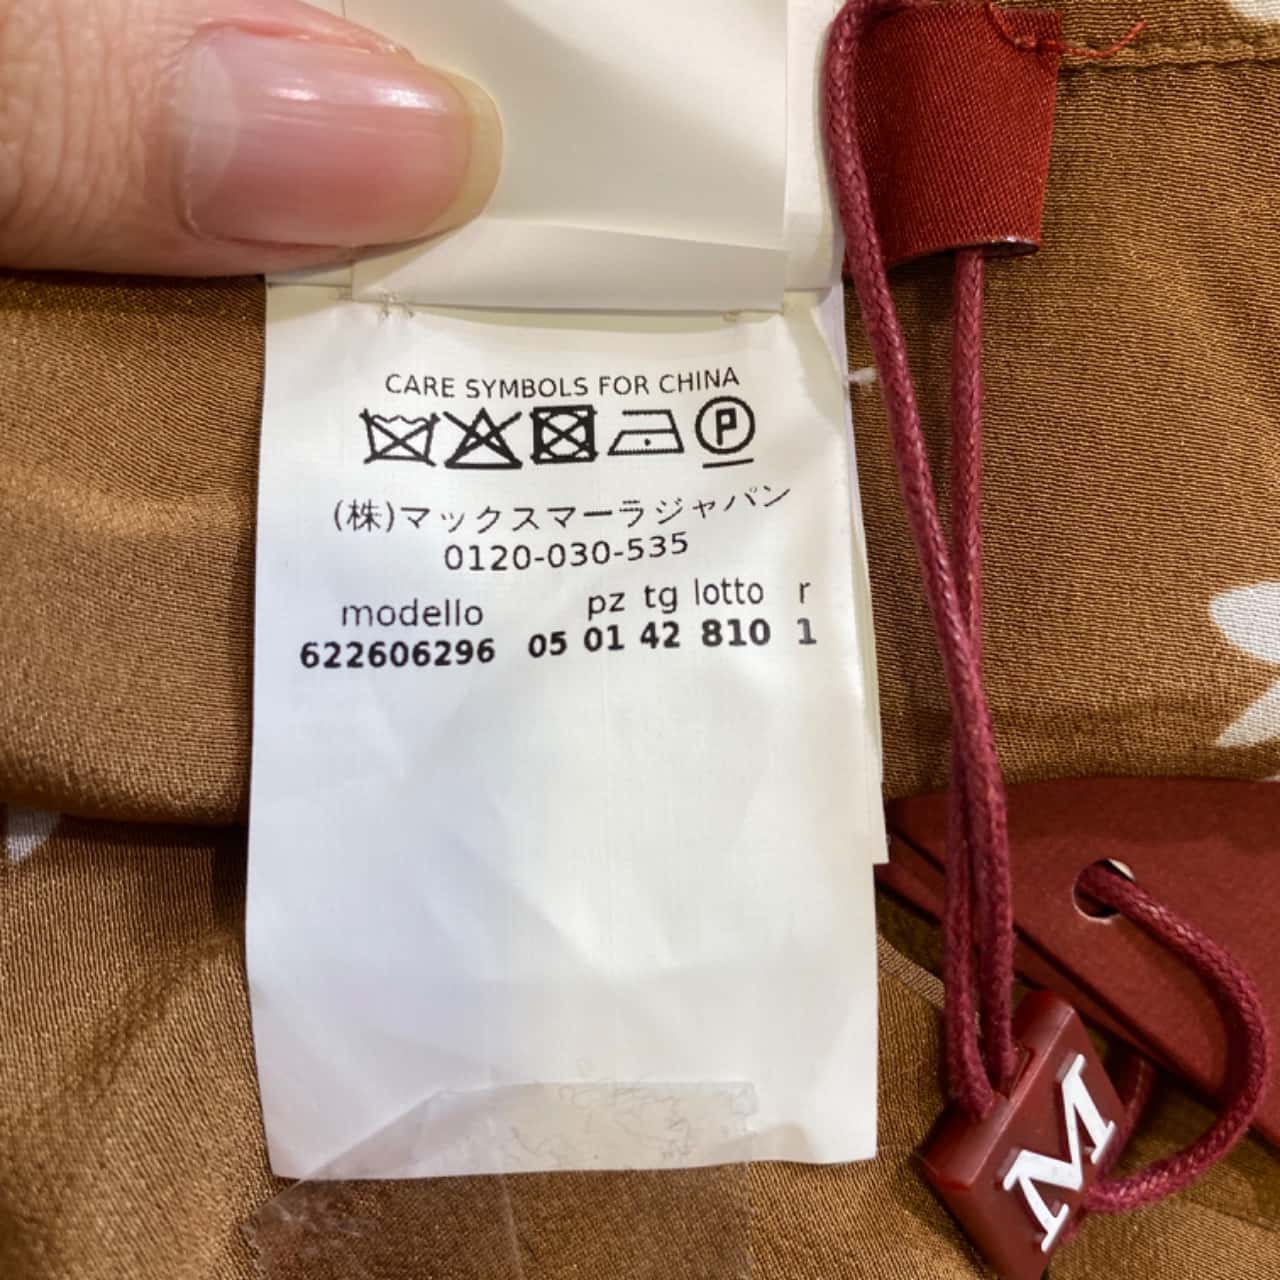 CARE SYMBOLS FOR CHINA
P
(株)マックスマーラジャパン
0120-030-535
modello pz tg lotto r
622606296 05 01 42 810 1
M